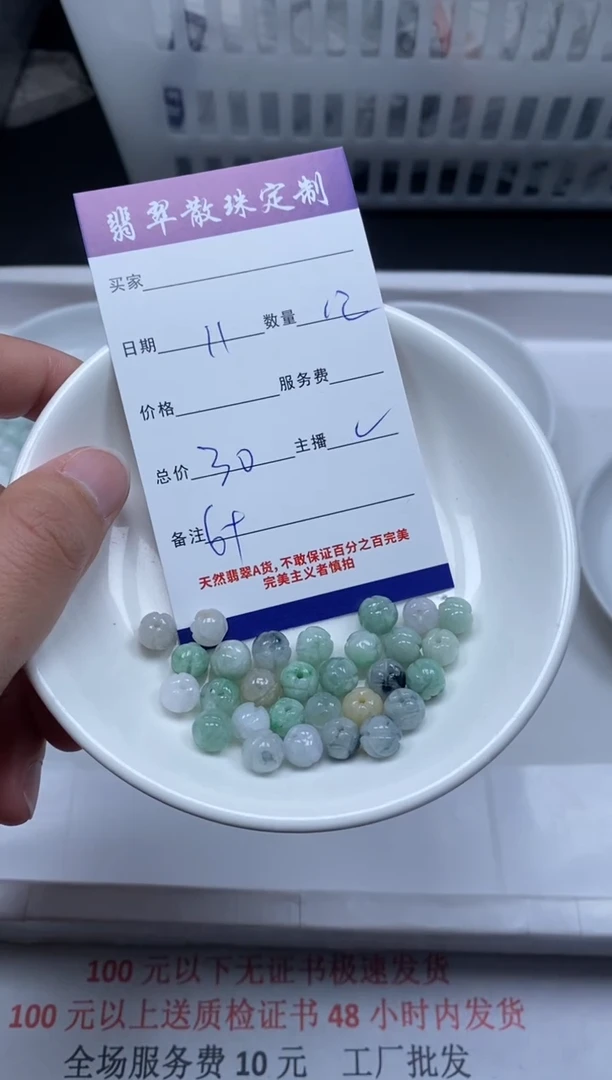 翡翠散珠定制
买家
日期 11 数量
价格 服务费
总价 30 主播 ✓
备注
天然翡翠A货,不敢保证百分之百完美
完美主义者慎拍
100元以下无证书极速发货
100元以上送质检证书48小时内发货
全场服务费10元 工厂批发